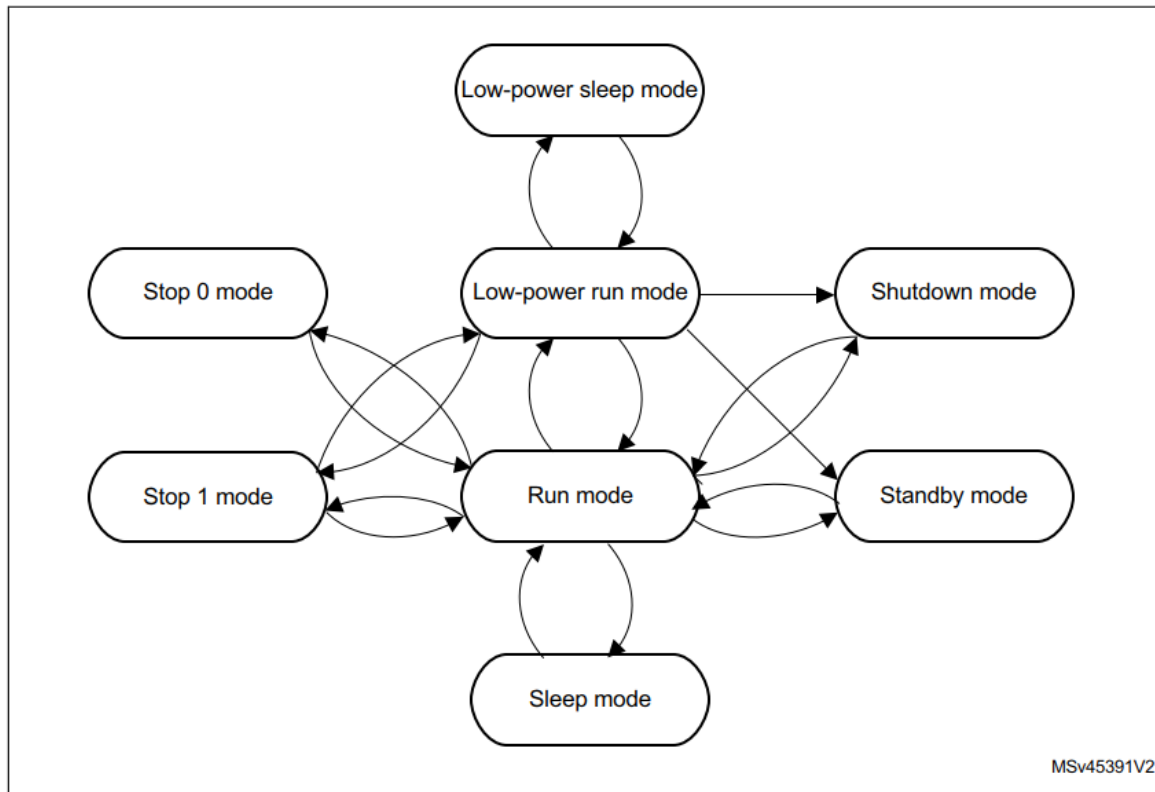 Low-power sleep mode
Stop 0 mode
Low-power run mode
Shutdown mode
Stop 1 mode
Run mode
Standby mode
Sleep mode
MSv45391V2